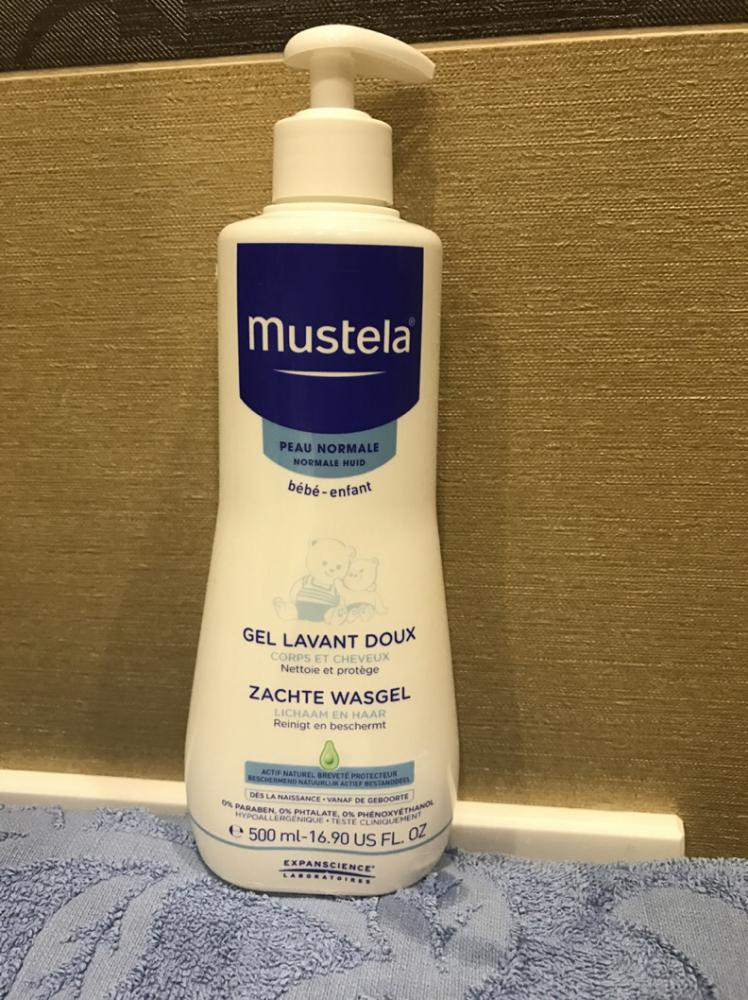 mustela®
PEAU NORMALE
NORMALE HUID
bébé-enfant
GEL LAVANT DOUX
CORPS ET CHEVEUX
Nettoie et protège
ZACHTE WASGEL
LICHAAM EN HAAR
Reinigt en beschermt
ACTIF NATUREL BREVETÉ PROTECTEUR
BESCHERMEND NATUURLIJK ACTIEF BESTANDDEEL
DÈS LA NAISSANCE • VANAF DE GEBOORTE
0% PARABEN, 0% PHTALATE, 0% PHÉNOXYÉTHANOL
HYPOALLERGÉNIQUE • TESTÉ CLINIQUEMENT
℮ 500 ml-16.90 US FL. OZ
EXPANSCIENCE®
LABORATOIRES